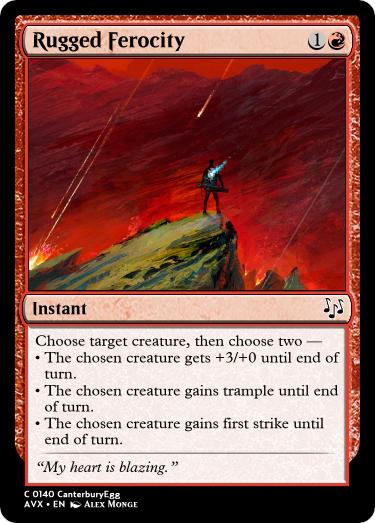 Rugged Ferocity 1
Instant
Choose target creature, then choose two —
• The chosen creature gets +3/+0 until end of
turn.
• The chosen creature gains trample until end
of turn.
• The chosen creature gains first strike until
end of turn.
“My heart is blazing.”
C 0140 CanterburyEgg
AVX • EN Alex Monge